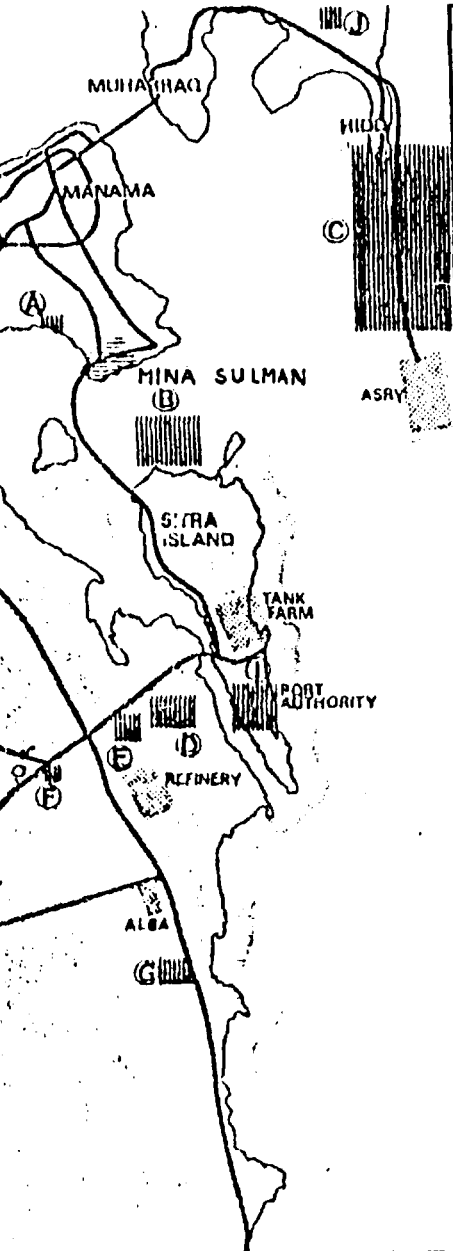 J
MUHARRAQ
HIDD
MANAMA
C
A
MINA SULMAN
B
ASRY
SITRA
ISLAND
TANK
FARM
I
PORT
AUTHORITY
E
D
F
REFINERY
ALBA
G